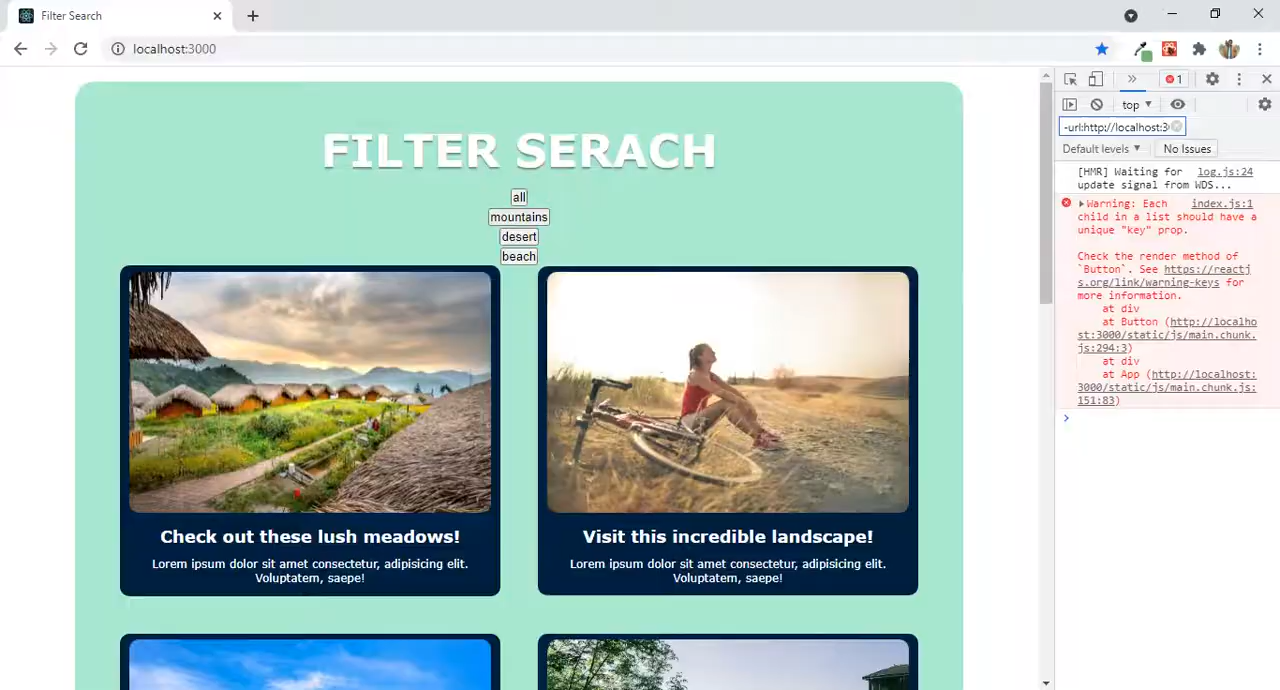 Filter Search
localhost:3000
FILTER SERACH
all
mountains
desert
beach
Check out these lush meadows!
Lorem ipsum dolor sit amet consectetur, adipisicing elit.
Voluptatem, saepe!
Visit this incredible landscape!
Lorem ipsum dolor sit amet consectetur, adipisicing elit.
Voluptatem, saepe!
1
top
-url:http://localhost:3
Default levels
No Issues
[HMR] Waiting for log.js:24
update signal from WDS...
Warning: Each index.js:1
child in a list should have a
unique "key" prop.
Check the render method of
`Button`. See https://reactj
s.org/link/warning-keys for
more information.
at div
at Button (http://localho
st:3000/static/js/main.chunk.
js:294:3)
at div
at App (http://localhost:
3000/static/js/main.chunk.js:
151:83)